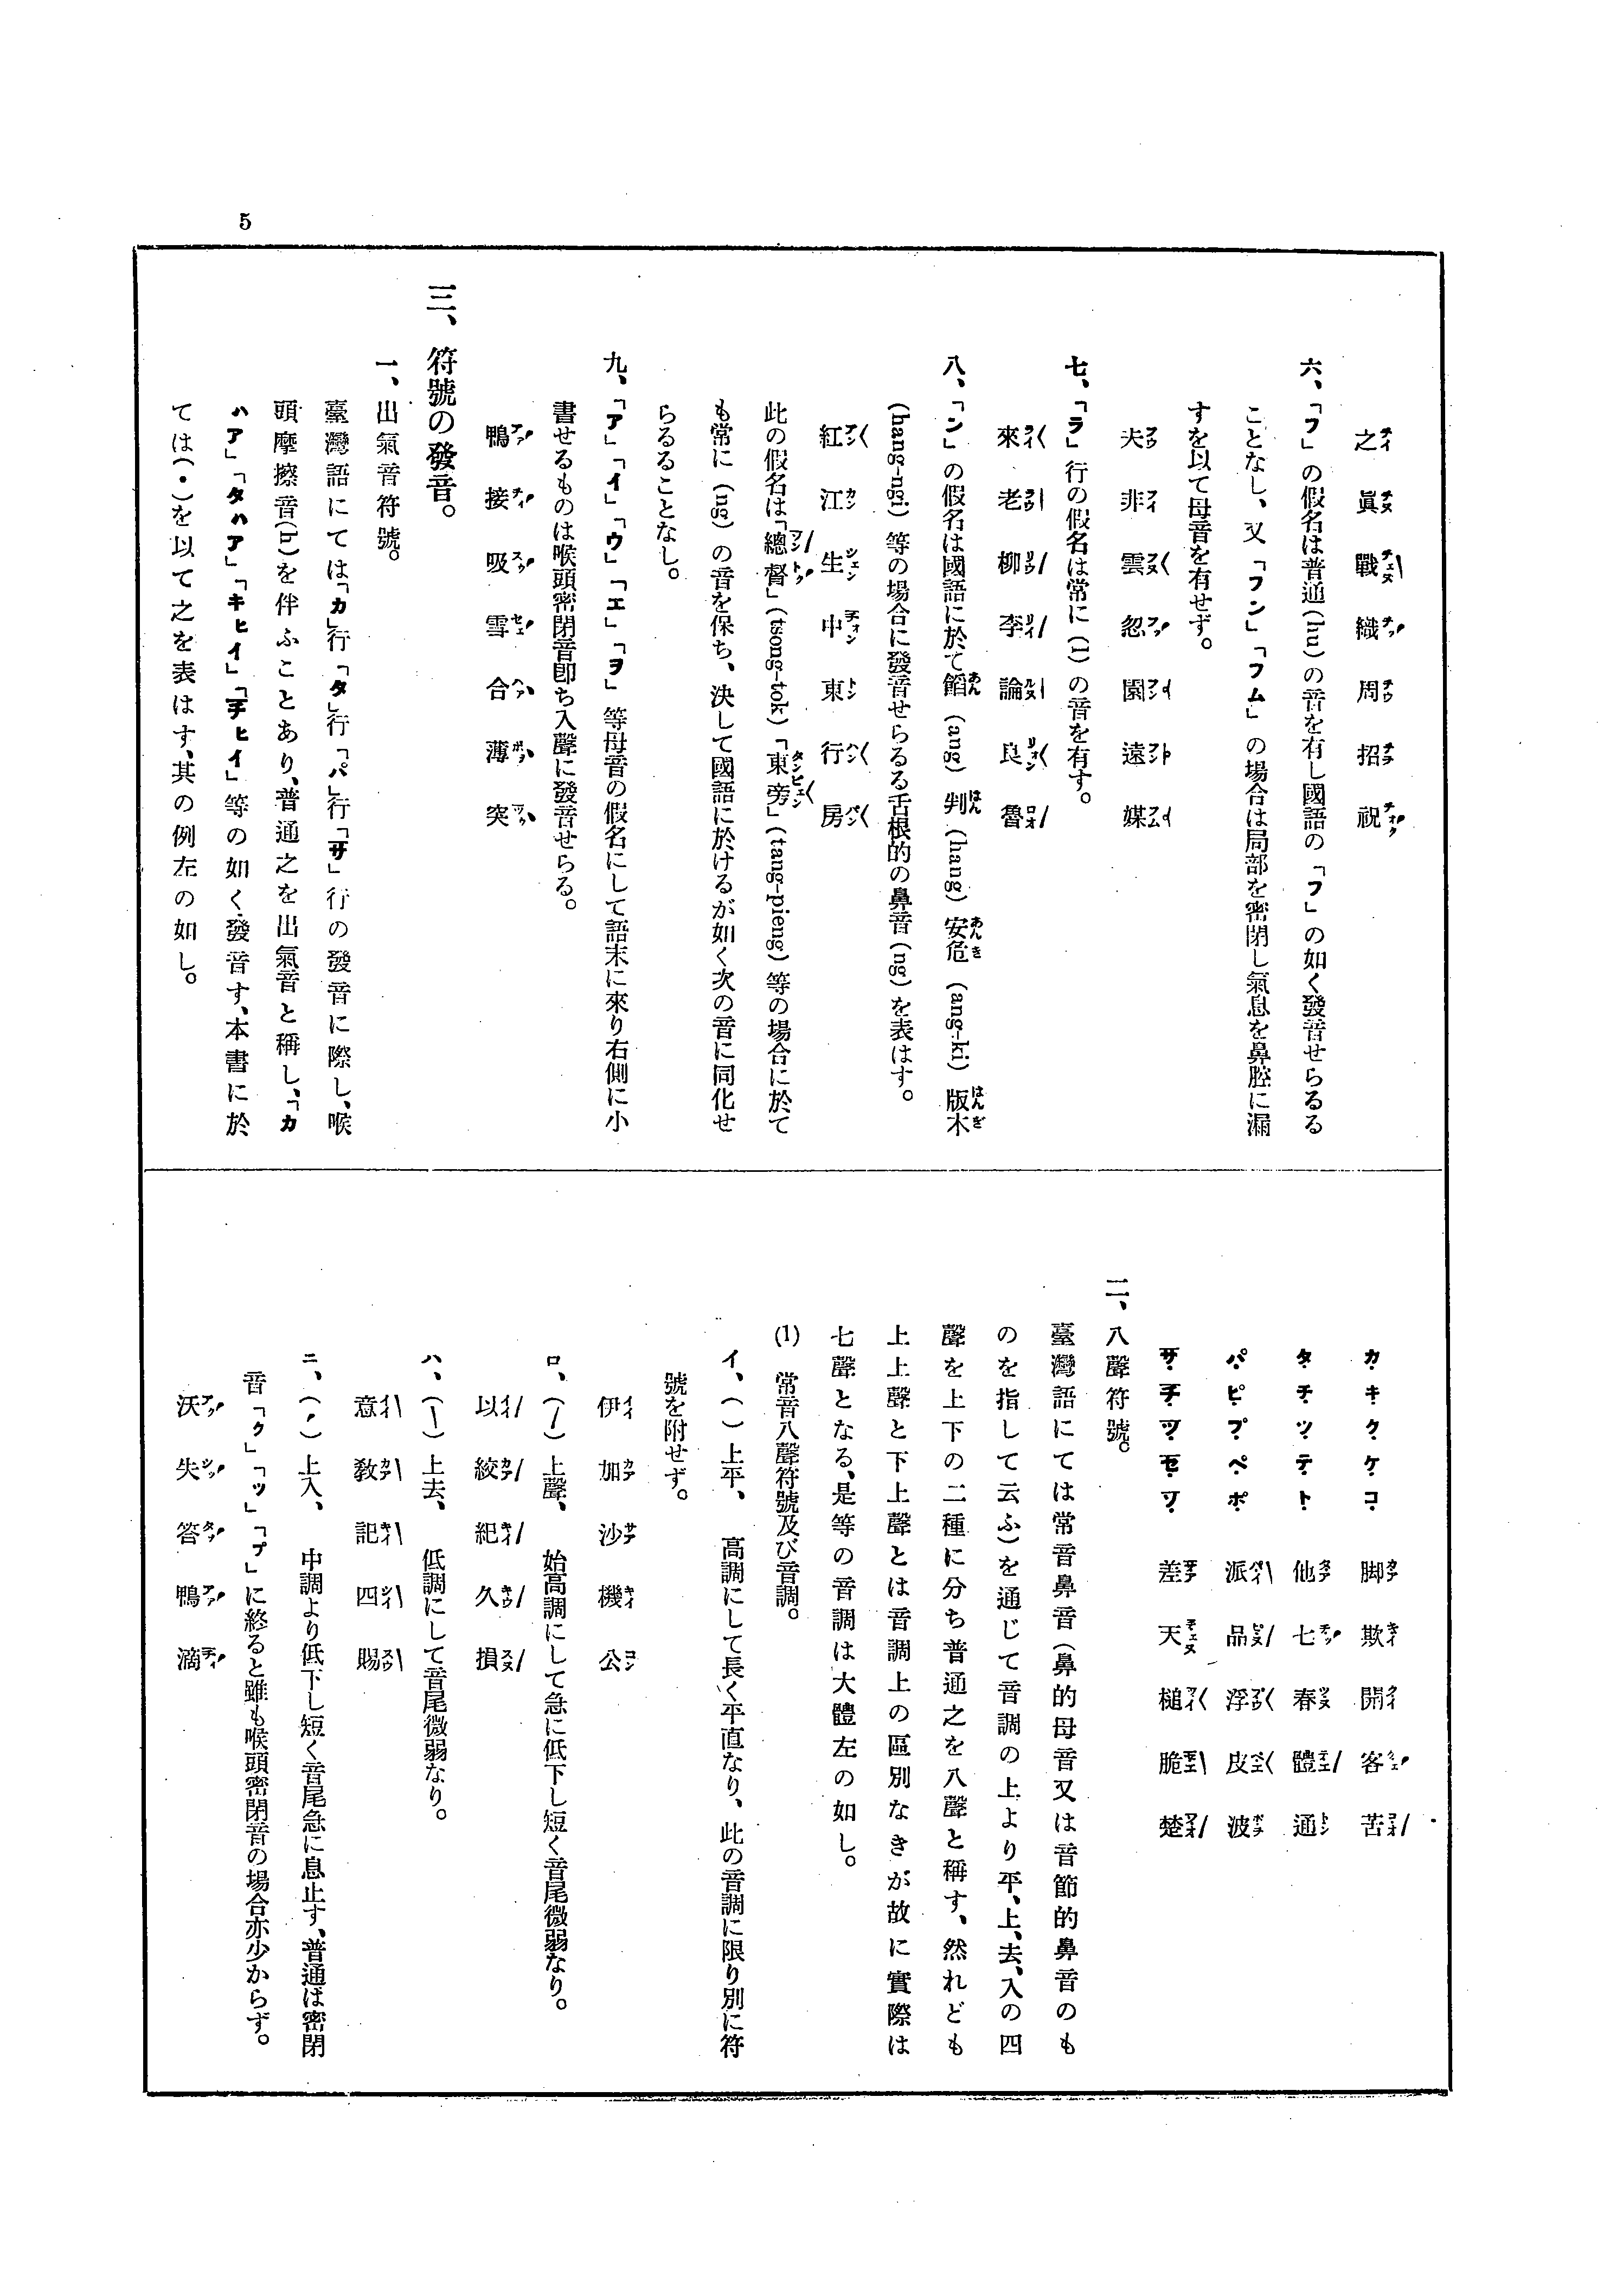 5
之 眞 戰 織 周 招 祝
六、「フ」の假名は普通(hu)の音を有し國語の「フ」の如く發音せらるる
ことなし、又「フン」「フム」の場合は局部を密閉し氣息を鼻腔に漏
すを以て母音を有せず。
夫 非 雲 忽 園 遠 媒
七、「ラ」行の假名は常に(l)の音を有す。
來 老 柳 李 論 良 魯
八、「ン」の假名は國語に於て餡(ang)判(hang)安危(ang-ki)版木
(hang-ngi)等の場合に發音せらるる舌根的の鼻音(ng)を表はす。
紅 江 生 中 東 行 房
此の假名は「總督」(tsong-tok)「東旁」(tang-pieng)等の場合に於て
も常に(ng)の音を保ち、決して國語に於けるが如く次の音に同化せ
らるることなし。
九、「ア」「イ」「ウ」「エ」「ヲ」等母音の假名にして語末に來り右側に小
書せるものは喉頭密閉音卽ち入聲に發音せらる。
鴨 接 吸 雪 合 薄 突
三、符號の發音。
一、出氣音符號。
臺灣語にては「カ」行「タ」行「パ」行「サ」行の發音に際し、喉
頭摩擦音(h)を伴ふことあり、普通之を出氣音と稱し、「カ
ハア」「タハア」「キヒイ」「チヒイ」等の如く發音す、本書に於
ては(・)を以て之を表はす、其の例左の如し。
カ キ ク ケ コ 脚 欺 開 客 苦
タ チ ツ テ ト 他 七 春 體 通
パ ピ プ ペ ポ 派 品 浮 皮 波
サ チ ツ セ ソ 差 天 槌 脆 楚
二、八聲符號。
臺灣語にては常音鼻音(鼻的母音又は音節的鼻音のも
のを指して云ふ)を通じて音調の上より平、上、去、入の四
聲を上下の二種に分ち普通之を八聲と稱す、然れども
上上聲と下上聲とは音調上の區別なきが故に實際は
七聲となる、是等の音調は大體左の如し。
(1) 常音八聲符號及び音調。
イ、( )上平、 高調にして長く平直なり、此の音調に限り別に符
號を附せず。
伊 加 沙 機 公
ロ、(/)上聲、 始高調にして急に低下し短く音尾微弱なり。
以 絞 紀 久 損
ハ、(|)上去、 低調にして音尾微弱なり。
意 教 記 四 賜
ニ、( )上入、 中調より低下し短く音尾急に息止す、普通は密閉
音「ク」「ッ」「プ」に終ると雖も喉頭密閉音の場合亦少からず。
沃 失 答 鴨 滴